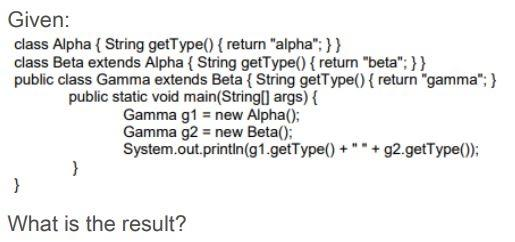 Given:
class Alpha { String getType() { return "alpha"; } }
class Beta extends Alpha { String getType() { return "beta"; } }
public class Gamma extends Beta { String getType() { return "gamma"; }
public static void main(String[] args) {
Gamma g1 = new Alpha();
Gamma g2 = new Beta();
System.out.println(g1.getType() + " " + g2.getType());
}
}
What is the result?